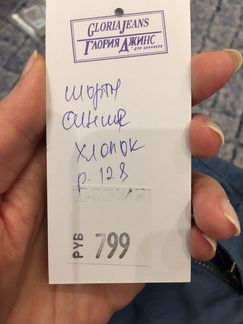 GLORIA JEANS
ГЛОРИЯ ДЖИНС
шорты
синие
хлопок
р. 128
РУБ 799